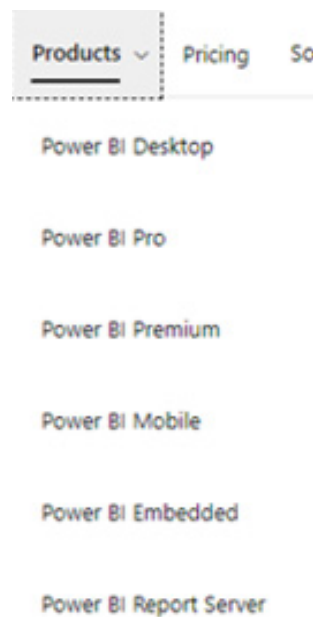 Products Pricing So
Power BI Desktop
Power BI Pro
Power BI Premium
Power BI Mobile
Power BI Embedded
Power BI Report Server